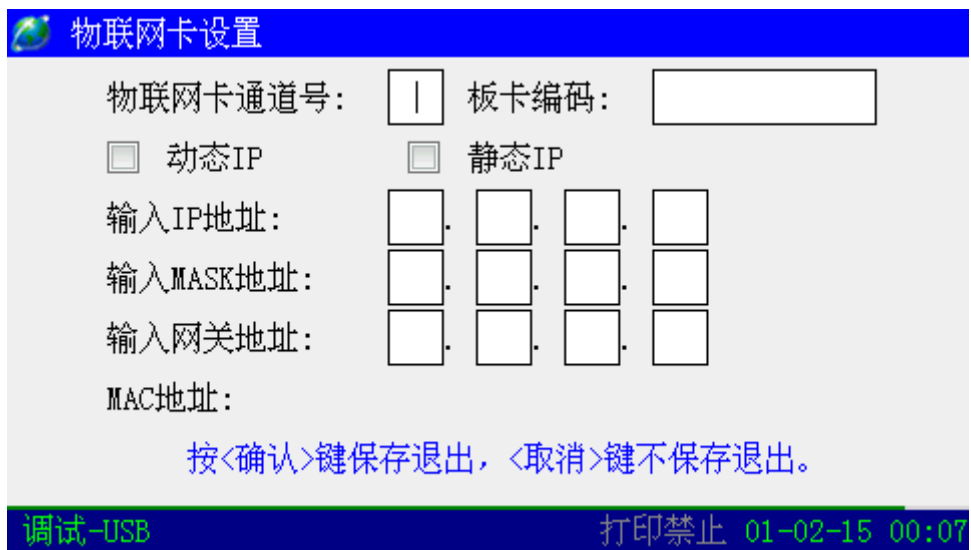 物联网卡设置
物联网卡通道号: 板卡编码:
动态IP 静态IP
输入IP地址: . . .
输入MASK地址: . . .
输入网关地址: . . .
MAC地址:
按<确认>键保存退出，<取消>键不保存退出。
调试-USB 打印禁止 01-02-15 00:07